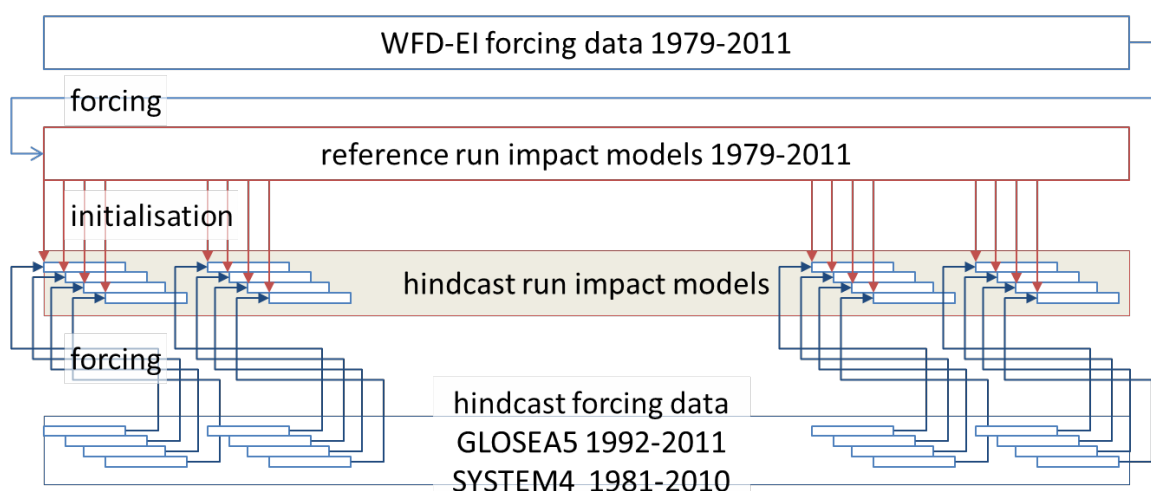 WFD-EI forcing data 1979-2011
forcing
reference run impact models 1979-2011
initialisation
hindcast run impact models
forcing
hindcast forcing data
GLOSEA5 1992-2011
SYSTEM4 1981-2010